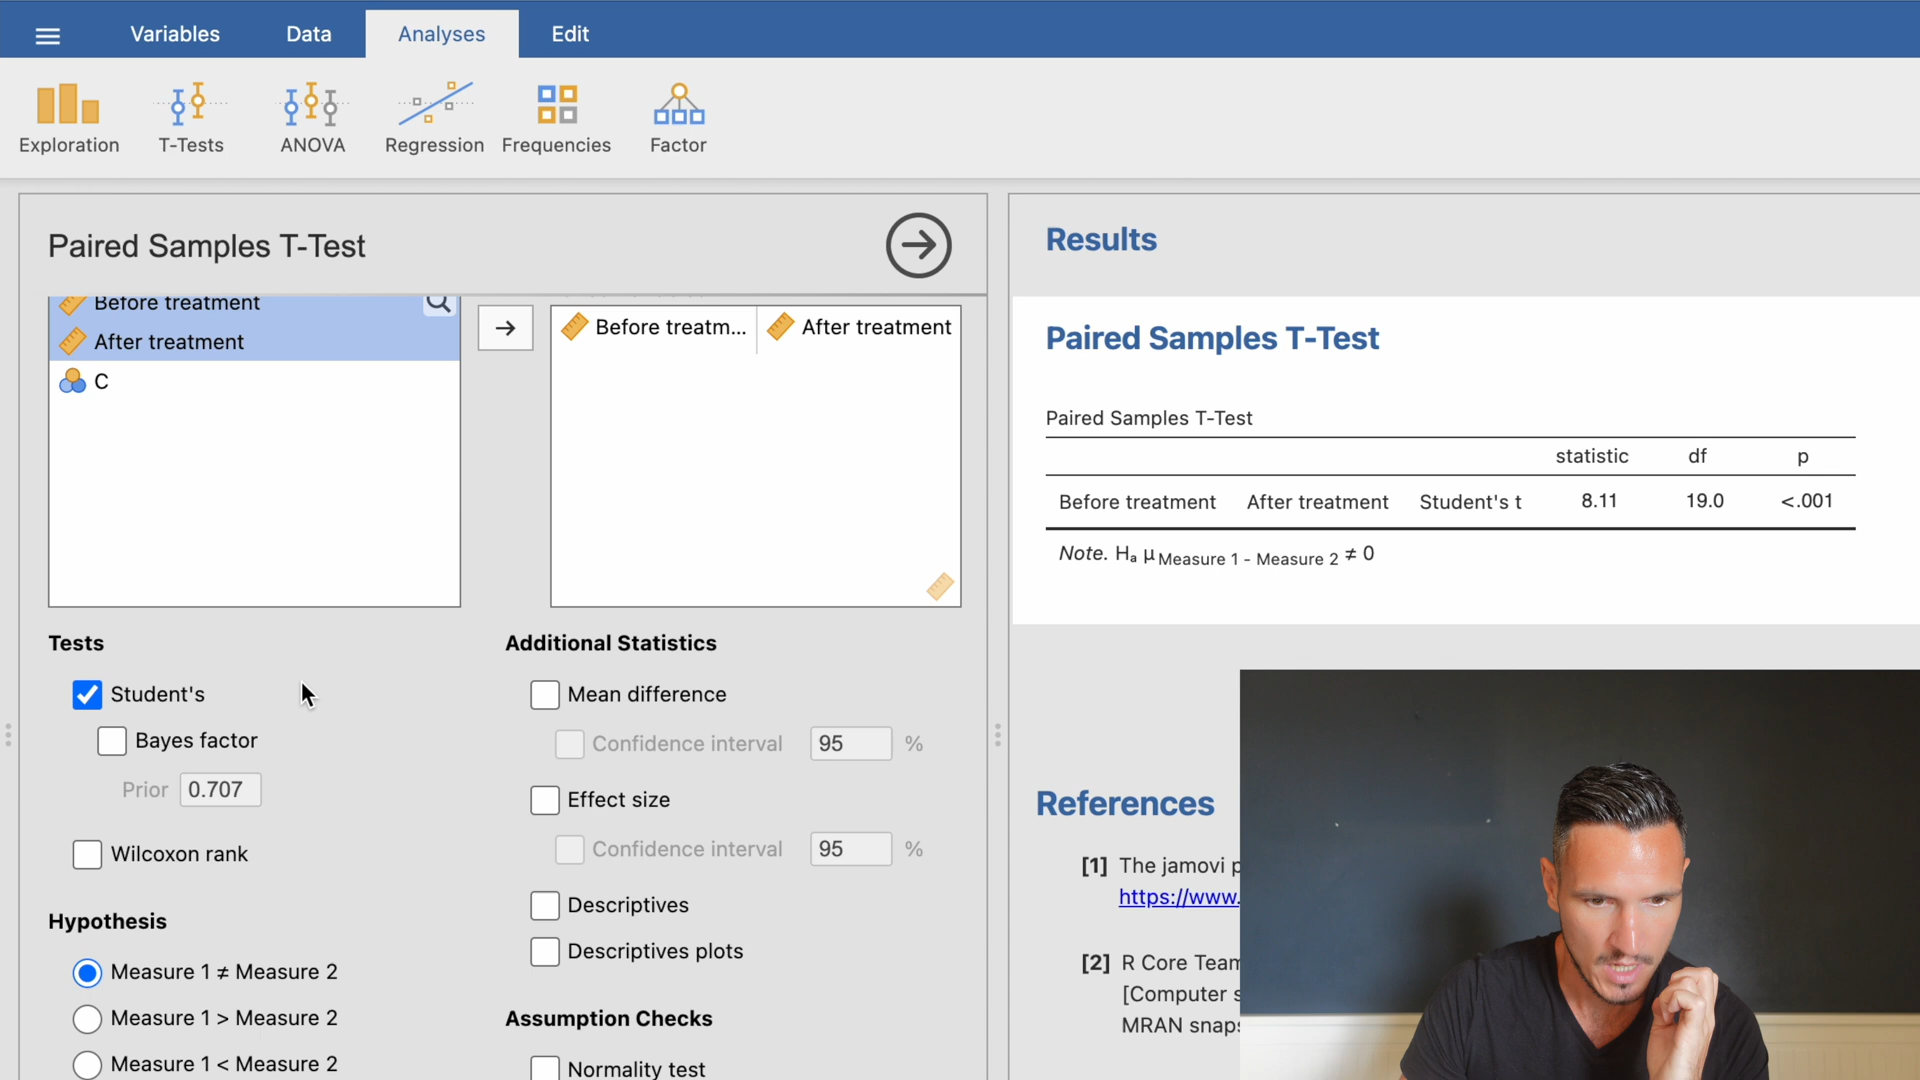 Variables Data Analyses Edit
Exploration T-Tests ANOVA Regression Frequencies Factor
Paired Samples T-Test
Before treatment
After treatment
C
Before treatm... After treatment
Tests
Student's
Bayes factor
Prior 0.707
Wilcoxon rank
Hypothesis
Measure 1 ≠ Measure 2
Measure 1 > Measure 2
Measure 1 < Measure 2
Additional Statistics
Mean difference
Confidence interval 95 %
Effect size
Confidence interval 95 %
Descriptives
Descriptives plots
Assumption Checks
Normality test
Results
Paired Samples T-Test
Paired Samples T-Test
statistic df p
Before treatment After treatment Student's t 8.11 19.0 <.001
Note. Hₐ μ Measure 1 - Measure 2 ≠ 0
References
[1] The jamovi p
https://www.
[2] R Core Team
[Computer s
MRAN snaps